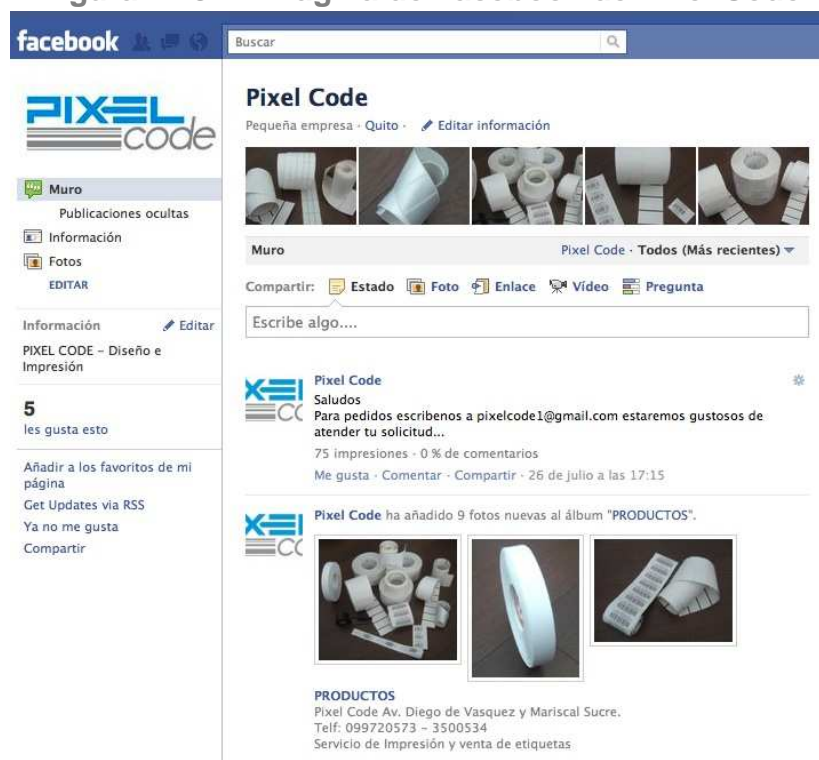 facebook
Buscar
PIXEL
code
Muro
Publicaciones ocultas
Información
Fotos
EDITAR
Información Editar
PIXEL CODE – Diseño e
Impresión
5
les gusta esto
Añadir a los favoritos de mi
página
Get Updates via RSS
Ya no me gusta
Compartir
Pixel Code
Pequeña empresa · Quito · Editar información
Muro Pixel Code · Todos (Más recientes)
Compartir: Estado Foto Enlace Vídeo Pregunta
Escribe algo....
Pixel Code
Saludos
Para pedidos escribenos a pixelcode1@gmail.com estaremos gustosos de
atender tu solicitud...
75 impresiones · 0 % de comentarios
Me gusta · Comentar · Compartir · 26 de julio a las 17:15
Pixel Code ha añadido 9 fotos nuevas al álbum "PRODUCTOS".
PRODUCTOS
Pixel Code Av. Diego de Vasquez y Mariscal Sucre.
Telf: 099720573 – 3500534
Servicio de Impresión y venta de etiquetas